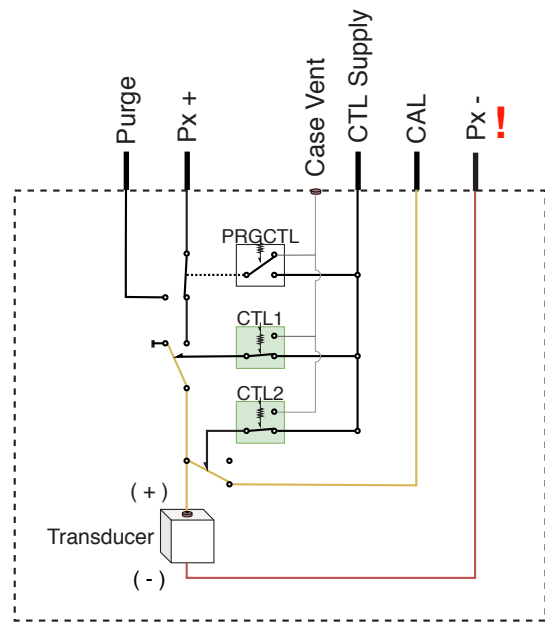 Purge
Px +
Case Vent
CTL Supply
CAL
Px -
!
PRGCTL
CTL1
CTL2
( + )
Transducer
( - )